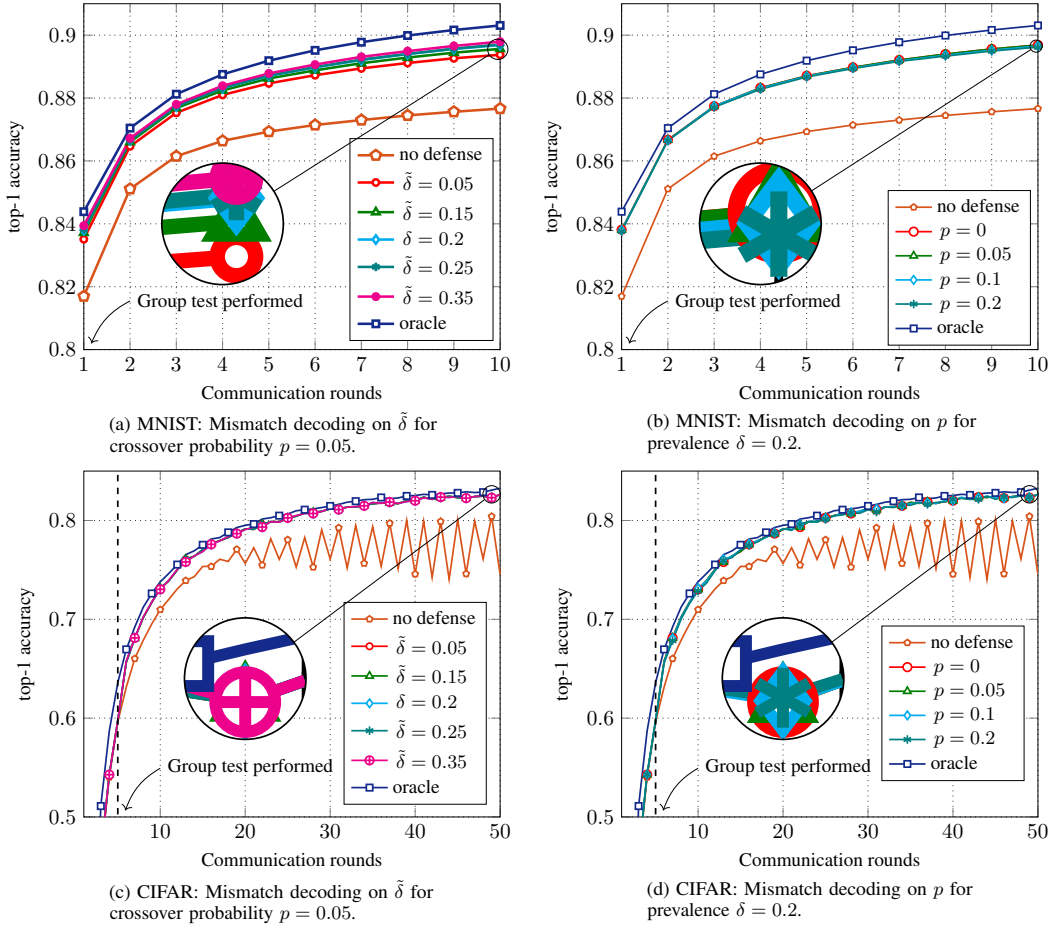 0.9
0.88
0.86
0.84
0.82
0.8
top-1 accuracy
no defense
δ̃ = 0.05
δ̃ = 0.15
δ = 0.2
δ̃ = 0.25
δ̃ = 0.35
oracle
Group test performed
1 2 3 4 5 6 7 8 9 10
Communication rounds
(a) MNIST: Mismatch decoding on δ̃ for
crossover probability p = 0.05.
0.9
0.88
0.86
0.84
0.82
0.8
top-1 accuracy
no defense
p = 0
p = 0.05
p = 0.1
p = 0.2
oracle
Group test performed
1 2 3 4 5 6 7 8 9 10
Communication rounds
(b) MNIST: Mismatch decoding on p for
prevalence δ = 0.2.
0.8
0.7
0.6
0.5
top-1 accuracy
no defense
δ̃ = 0.05
δ̃ = 0.15
δ = 0.2
δ̃ = 0.25
δ̃ = 0.35
oracle
Group test performed
10 20 30 40 50
Communication rounds
(c) CIFAR: Mismatch decoding on δ̃ for
crossover probability p = 0.05.
0.8
0.7
0.6
0.5
top-1 accuracy
no defense
p = 0
p = 0.05
p = 0.1
p = 0.2
oracle
Group test performed
10 20 30 40 50
Communication rounds
(d) CIFAR: Mismatch decoding on p for
prevalence δ = 0.2.